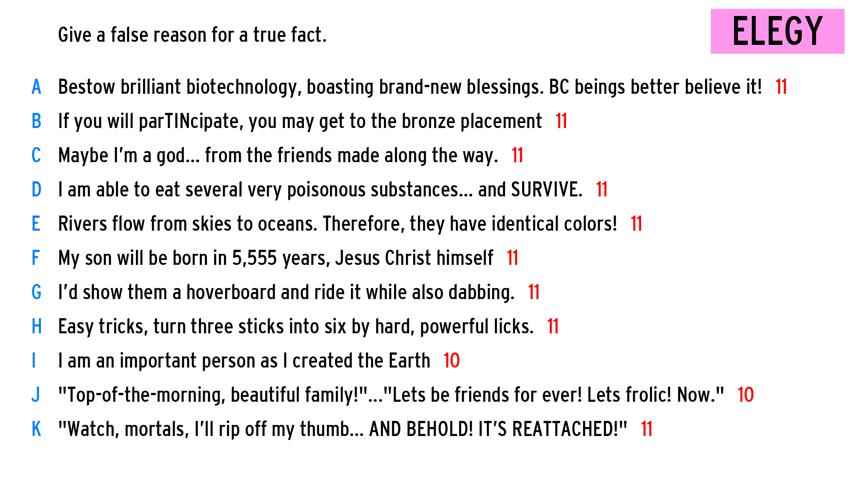 Give a false reason for a true fact.
ELEGY
A Bestow brilliant biotechnology, boasting brand-new blessings. BC beings better believe it! 11
B If you will parTINcipate, you may get to the bronze placement 11
C Maybe I'm a god... from the friends made along the way. 11
D I am able to eat several very poisonous substances... and SURVIVE. 11
E Rivers flow from skies to oceans. Therefore, they have identical colors! 11
F My son will be born in 5,555 years, Jesus Christ himself 11
G I'd show them a hoverboard and ride it while also dabbing. 11
H Easy tricks, turn three sticks into six by hard, powerful licks. 11
I I am an important person as I created the Earth 10
J "Top-of-the-morning, beautiful family!"..."Lets be friends for ever! Lets frolic! Now." 10
K "Watch, mortals, I'll rip off my thumb... AND BEHOLD! IT'S REATTACHED!" 11